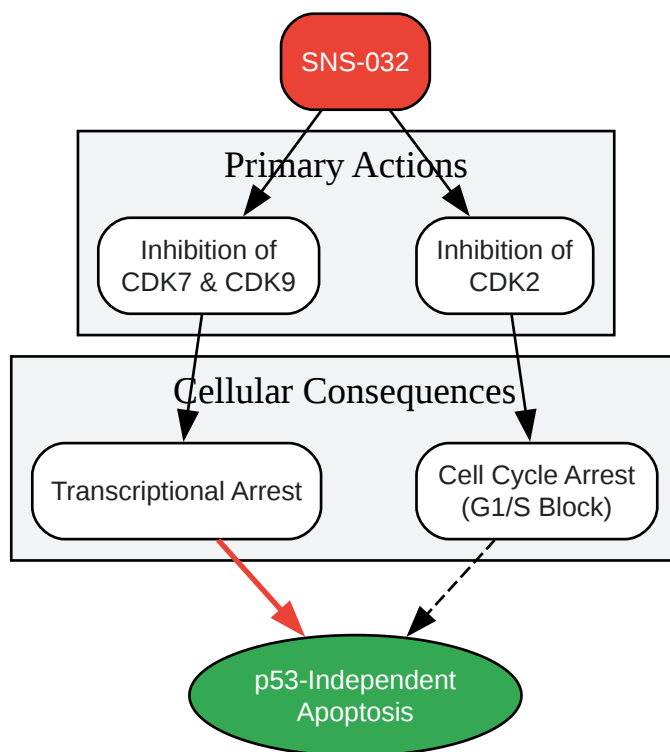 SNS-032
Primary Actions
Inhibition of
CDK7 & CDK9
Inhibition of
CDK2
Cellular Consequences
Transcriptional Arrest
Cell Cycle Arrest
(G1/S Block)
p53-Independent
Apoptosis